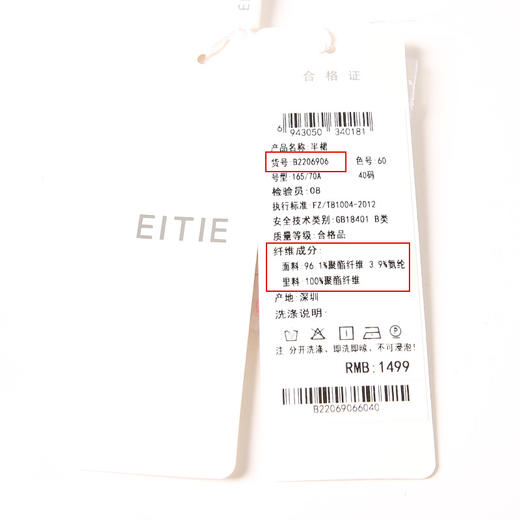 EITIE
合格证
6 943050 340181
产品名称:半裙
货号:B2206906 色号:60
号型:165/70A 40码
检验员:08
执行标准:FZ/T81004-2012
安全技术类别:GB18401 B类
质量等级:合格品
纤维成分:
面料:96.1%聚酯纤维 3.9%氨纶
里料:100%聚酯纤维
产地:深圳
洗涤说明:
注:分开洗涤、即洗即晾、不可浸泡!
RMB:1499
B22069066040